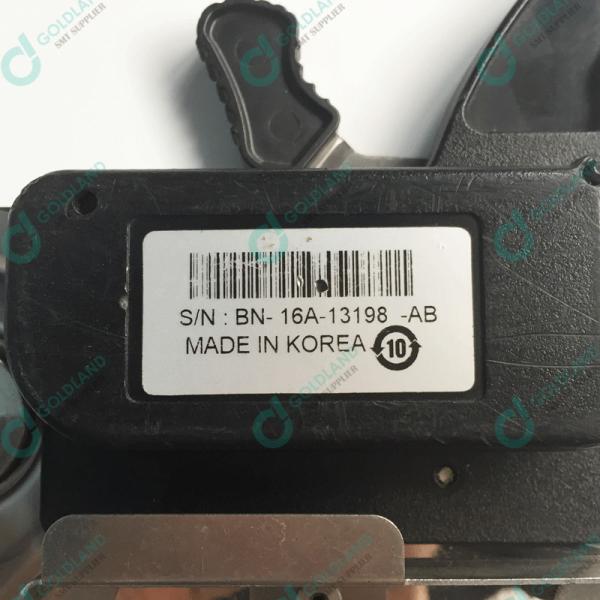 S/N : BN- 16A-13198 -AB
MADE IN KOREA 10
GOLDLAND
SMT SUPPLIER